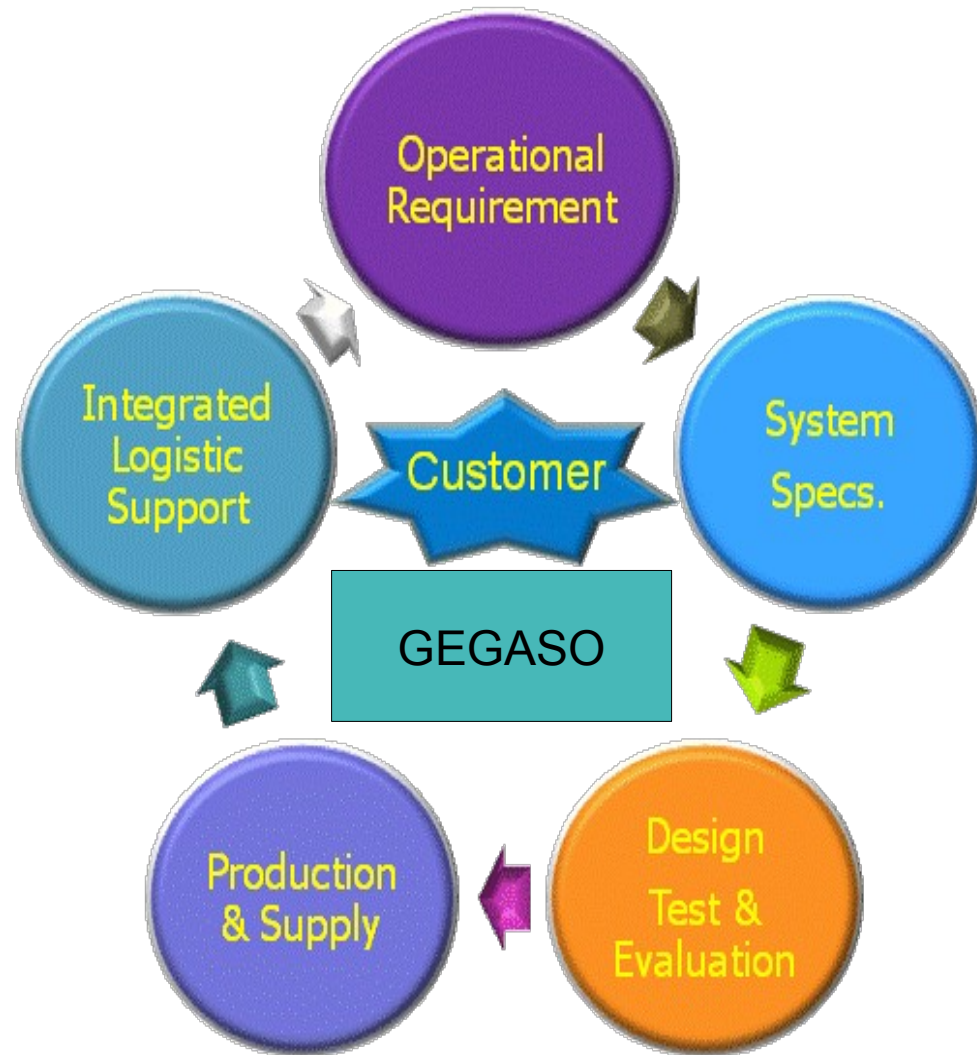 Operational
Requirement
Integrated
Logistic
Support
Customer
System
Specs.
GEGASO
Production
& Supply
Design
Test &
Evaluation